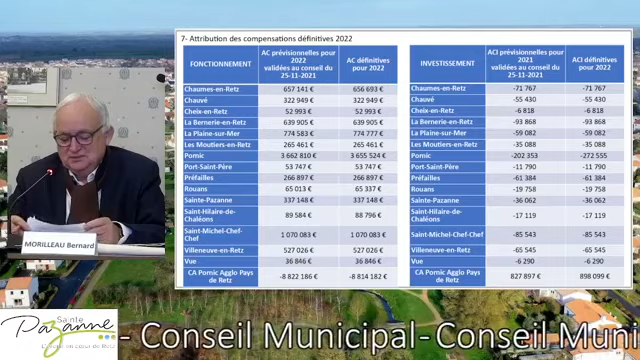 7- Attribution des compensations définitives 2022
FONCTIONNEMENT | AC prévisionnelles pour 2022 validées au conseil du 25-11-2021 | AC définitives pour 2022
Chaumes-en-Retz 657 141 € 656 693 €
Chauvé 322 949 € 322 949 €
Cheix-en-Retz 52 993 € 52 993 €
La Bernerie-en-Retz 639 905 € 639 905 €
La Plaine-sur-Mer 774 583 € 774 777 €
Les Moutiers-en-Retz 265 461 € 265 461 €
Pornic 3 662 810 € 3 655 524 €
Port-Saint-Père 53 747 € 53 747 €
Préfailles 266 897 € 266 897 €
Rouans 65 013 € 65 337 €
Sainte-Pazanne 337 148 € 337 148 €
Saint-Hilaire-de-Chaléons 89 584 € 88 796 €
Saint-Michel-Chef-Chef 1 070 083 € 1 070 083 €
Villeneuve-en-Retz 527 026 € 527 026 €
Vue 36 846 € 36 846 €
CA Pornic Agglo Pays de Retz -8 822 186 € -8 814 182 €
INVESTISSEMENT | ACI prévisionnelles pour 2021 validées au conseil du 25-11-2021 | ACI définitives pour 2022
Chaumes-en-Retz -71 767 -71 767
Chauvé -55 430 -55 430
Cheix-en-Retz -6 818 -6 818
La Bernerie-en-Retz -93 868 -93 868
La Plaine-sur-Mer -59 082 -59 082
Les Moutiers-en-Retz -35 088 -35 088
Pornic -202 353 -272 555
Port-Saint-Père -11 790 -11 790
Préfailles -61 384 -61 384
Rouans -19 758 -19 758
Sainte-Pazanne -36 062 -36 062
Saint-Hilaire-de-Chaléons -17 119 -17 119
Saint-Michel-Chef-Chef -85 543 -85 543
Villeneuve-en-Retz -65 545 -65 545
Vue -6 290 -6 290
CA Pornic Agglo Pays de Retz 827 897 € 898 099 €
MORILLEAU Bernard
Sainte
Pazanne
- Conseil Municipal - Conseil Muni